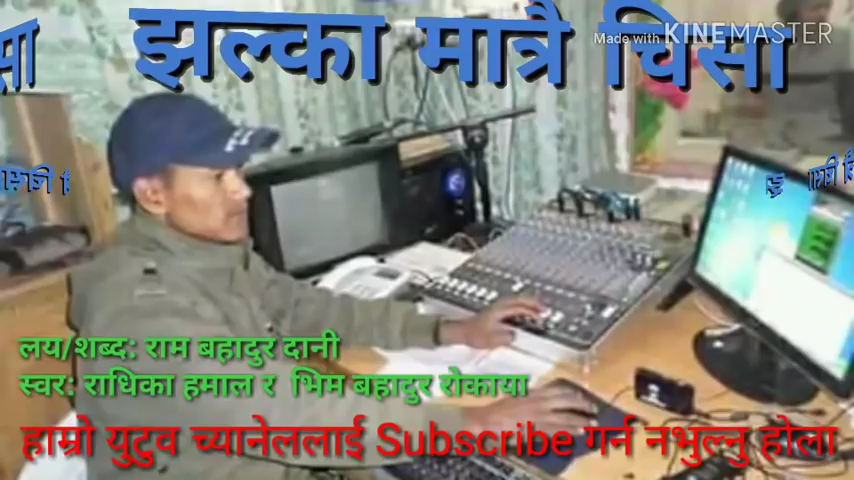 झल्का मात्रै चिसा
Made with KINEMASTER
लय/शब्द: राम बहादुर दानी
स्वर: राधिका हमाल र भिम बहादुर रोकाया
हाम्रो युटुव च्यानेललाई Subscribe गर्न नभुल्नु होला